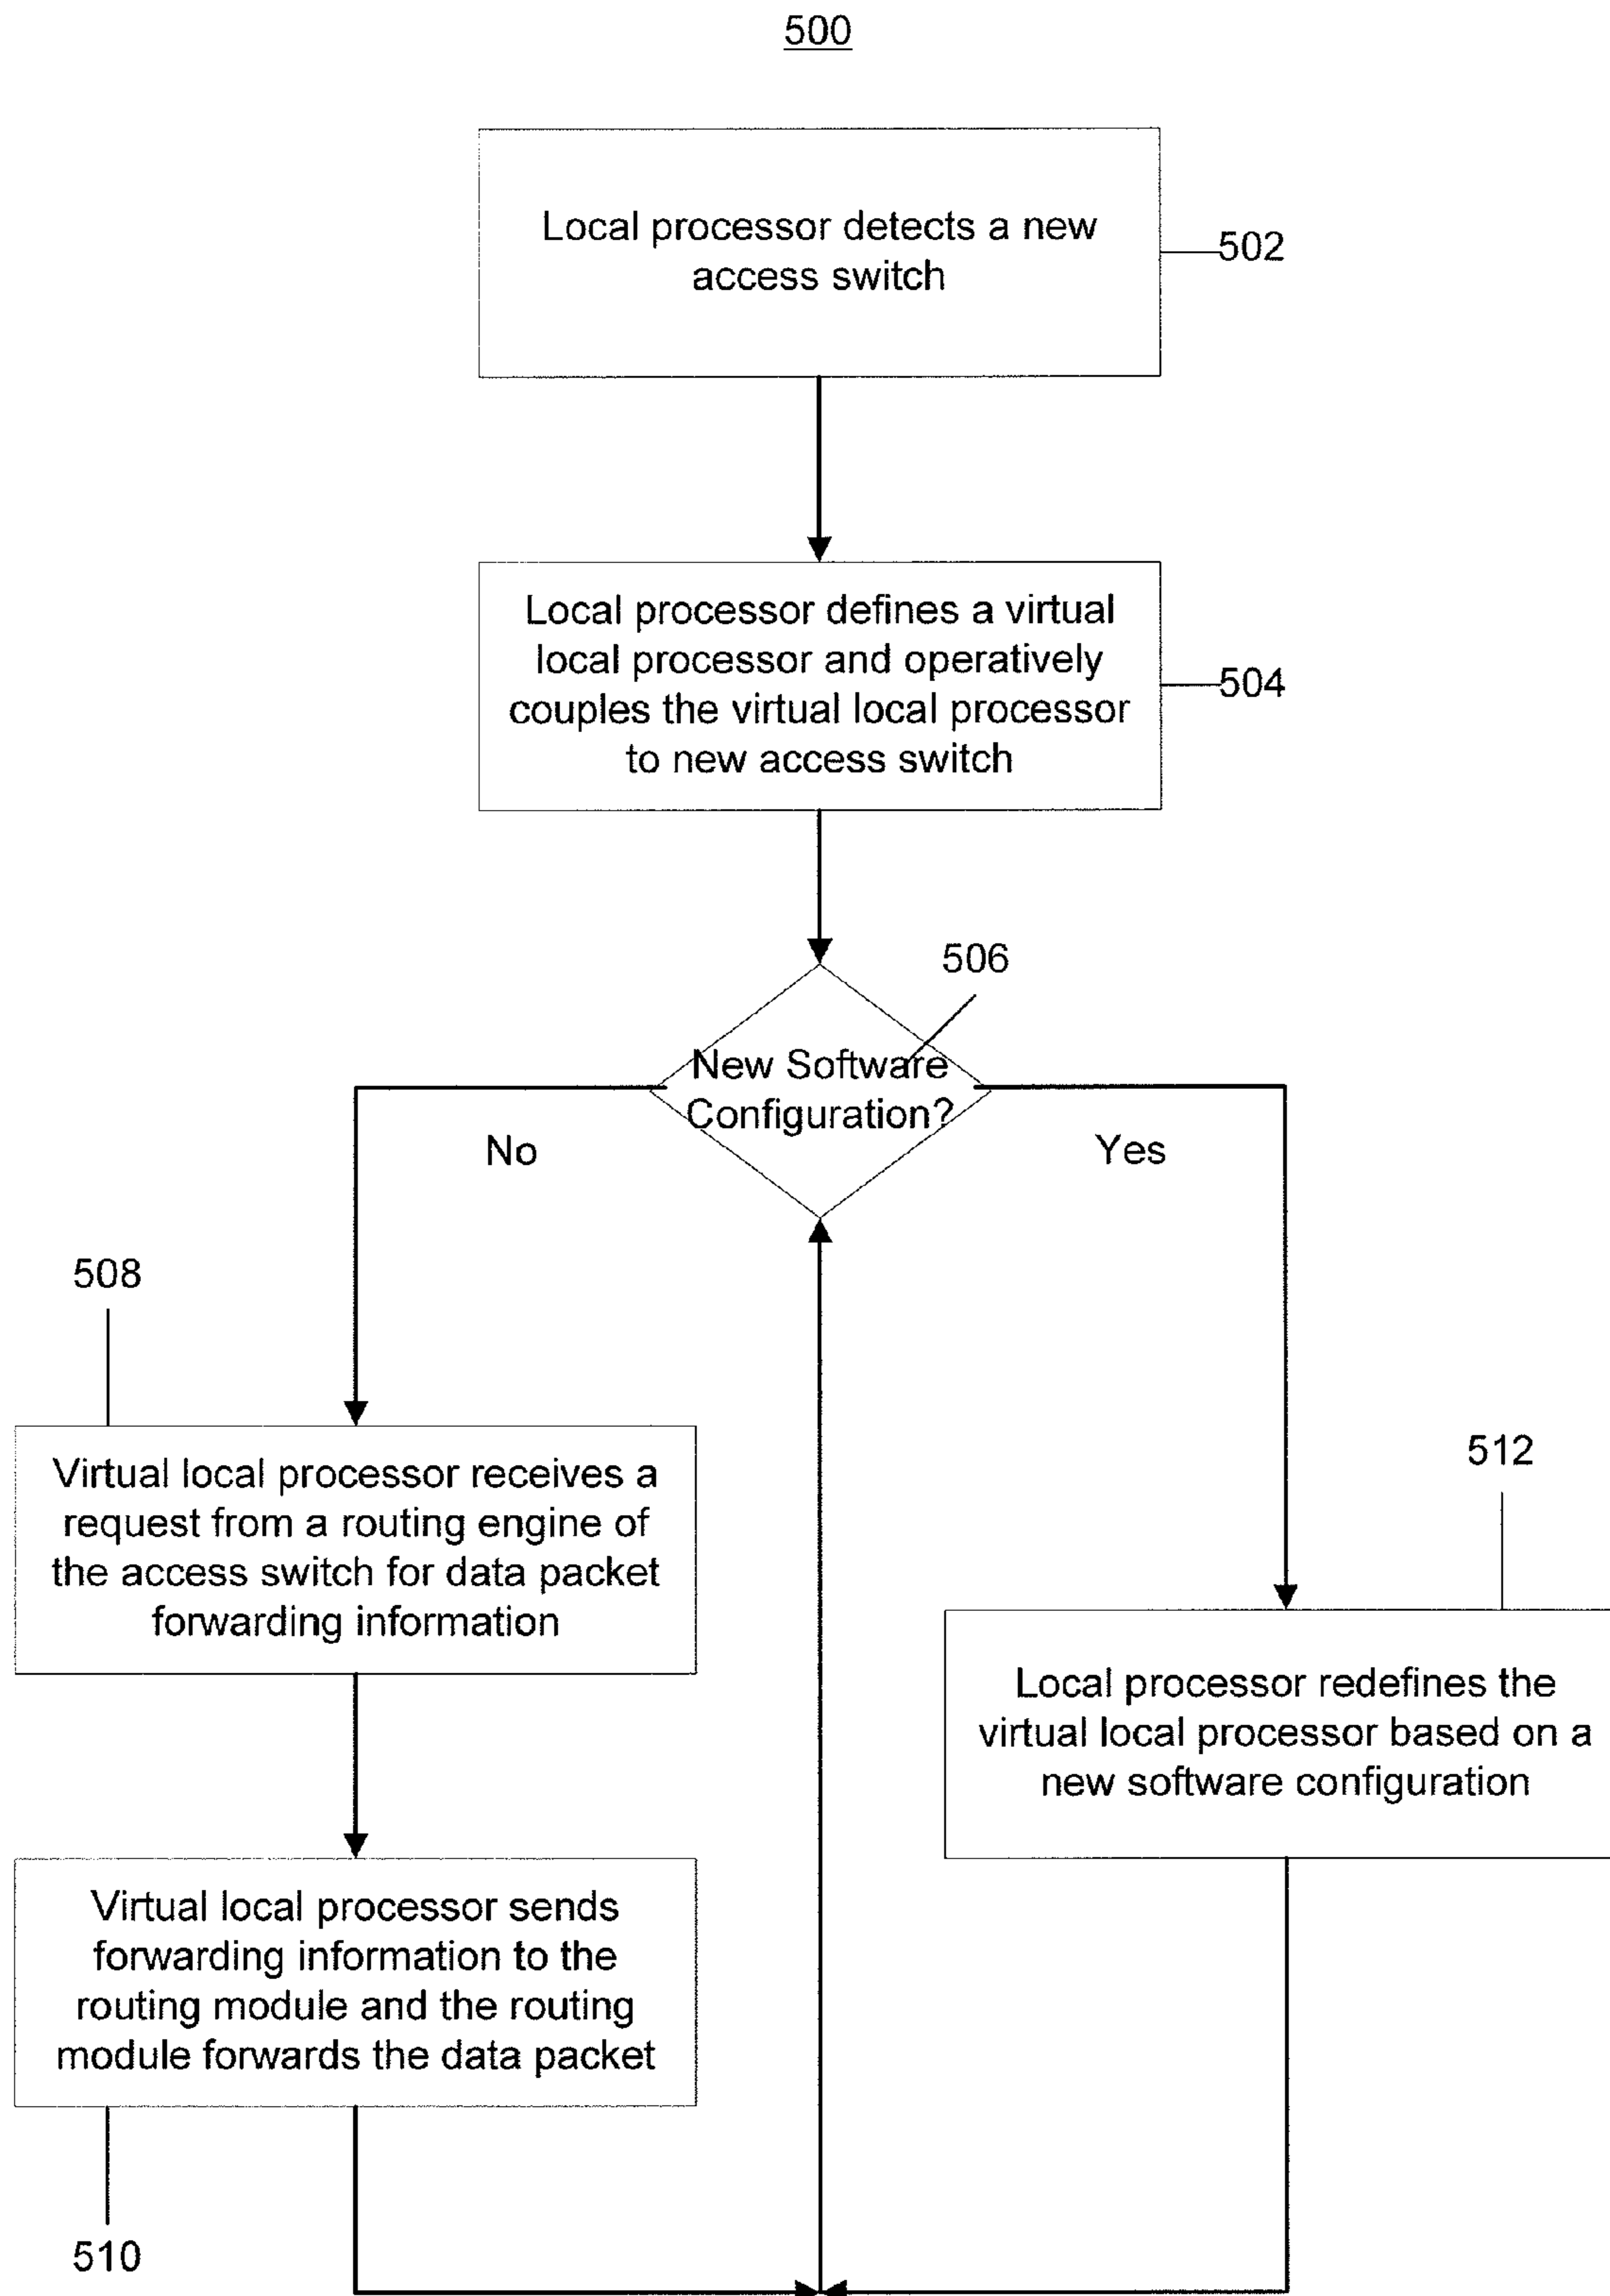 500
Local processor detects a new
access switch
502
Local processor defines a virtual
local processor and operatively
couples the virtual local processor
to new access switch
504
506
New Software
Configuration?
No
Yes
508
Virtual local processor receives a
request from a routing engine of
the access switch for data packet
forwarding information
512
Local processor redefines the
virtual local processor based on a
new software configuration
Virtual local processor sends
forwarding information to the
routing module and the routing
module forwards the data packet
510